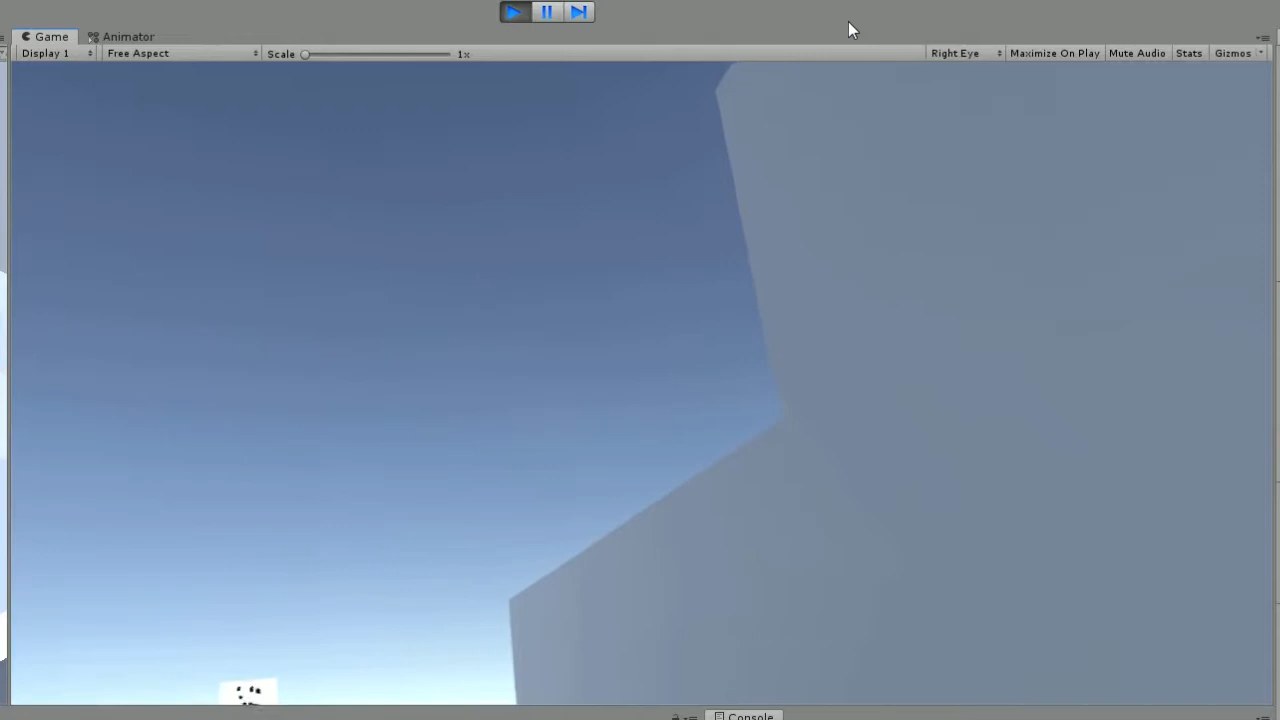 Game Animator
Display 1 Free Aspect Scale 1x Right Eye Maximize On Play Mute Audio Stats Gizmos
Console